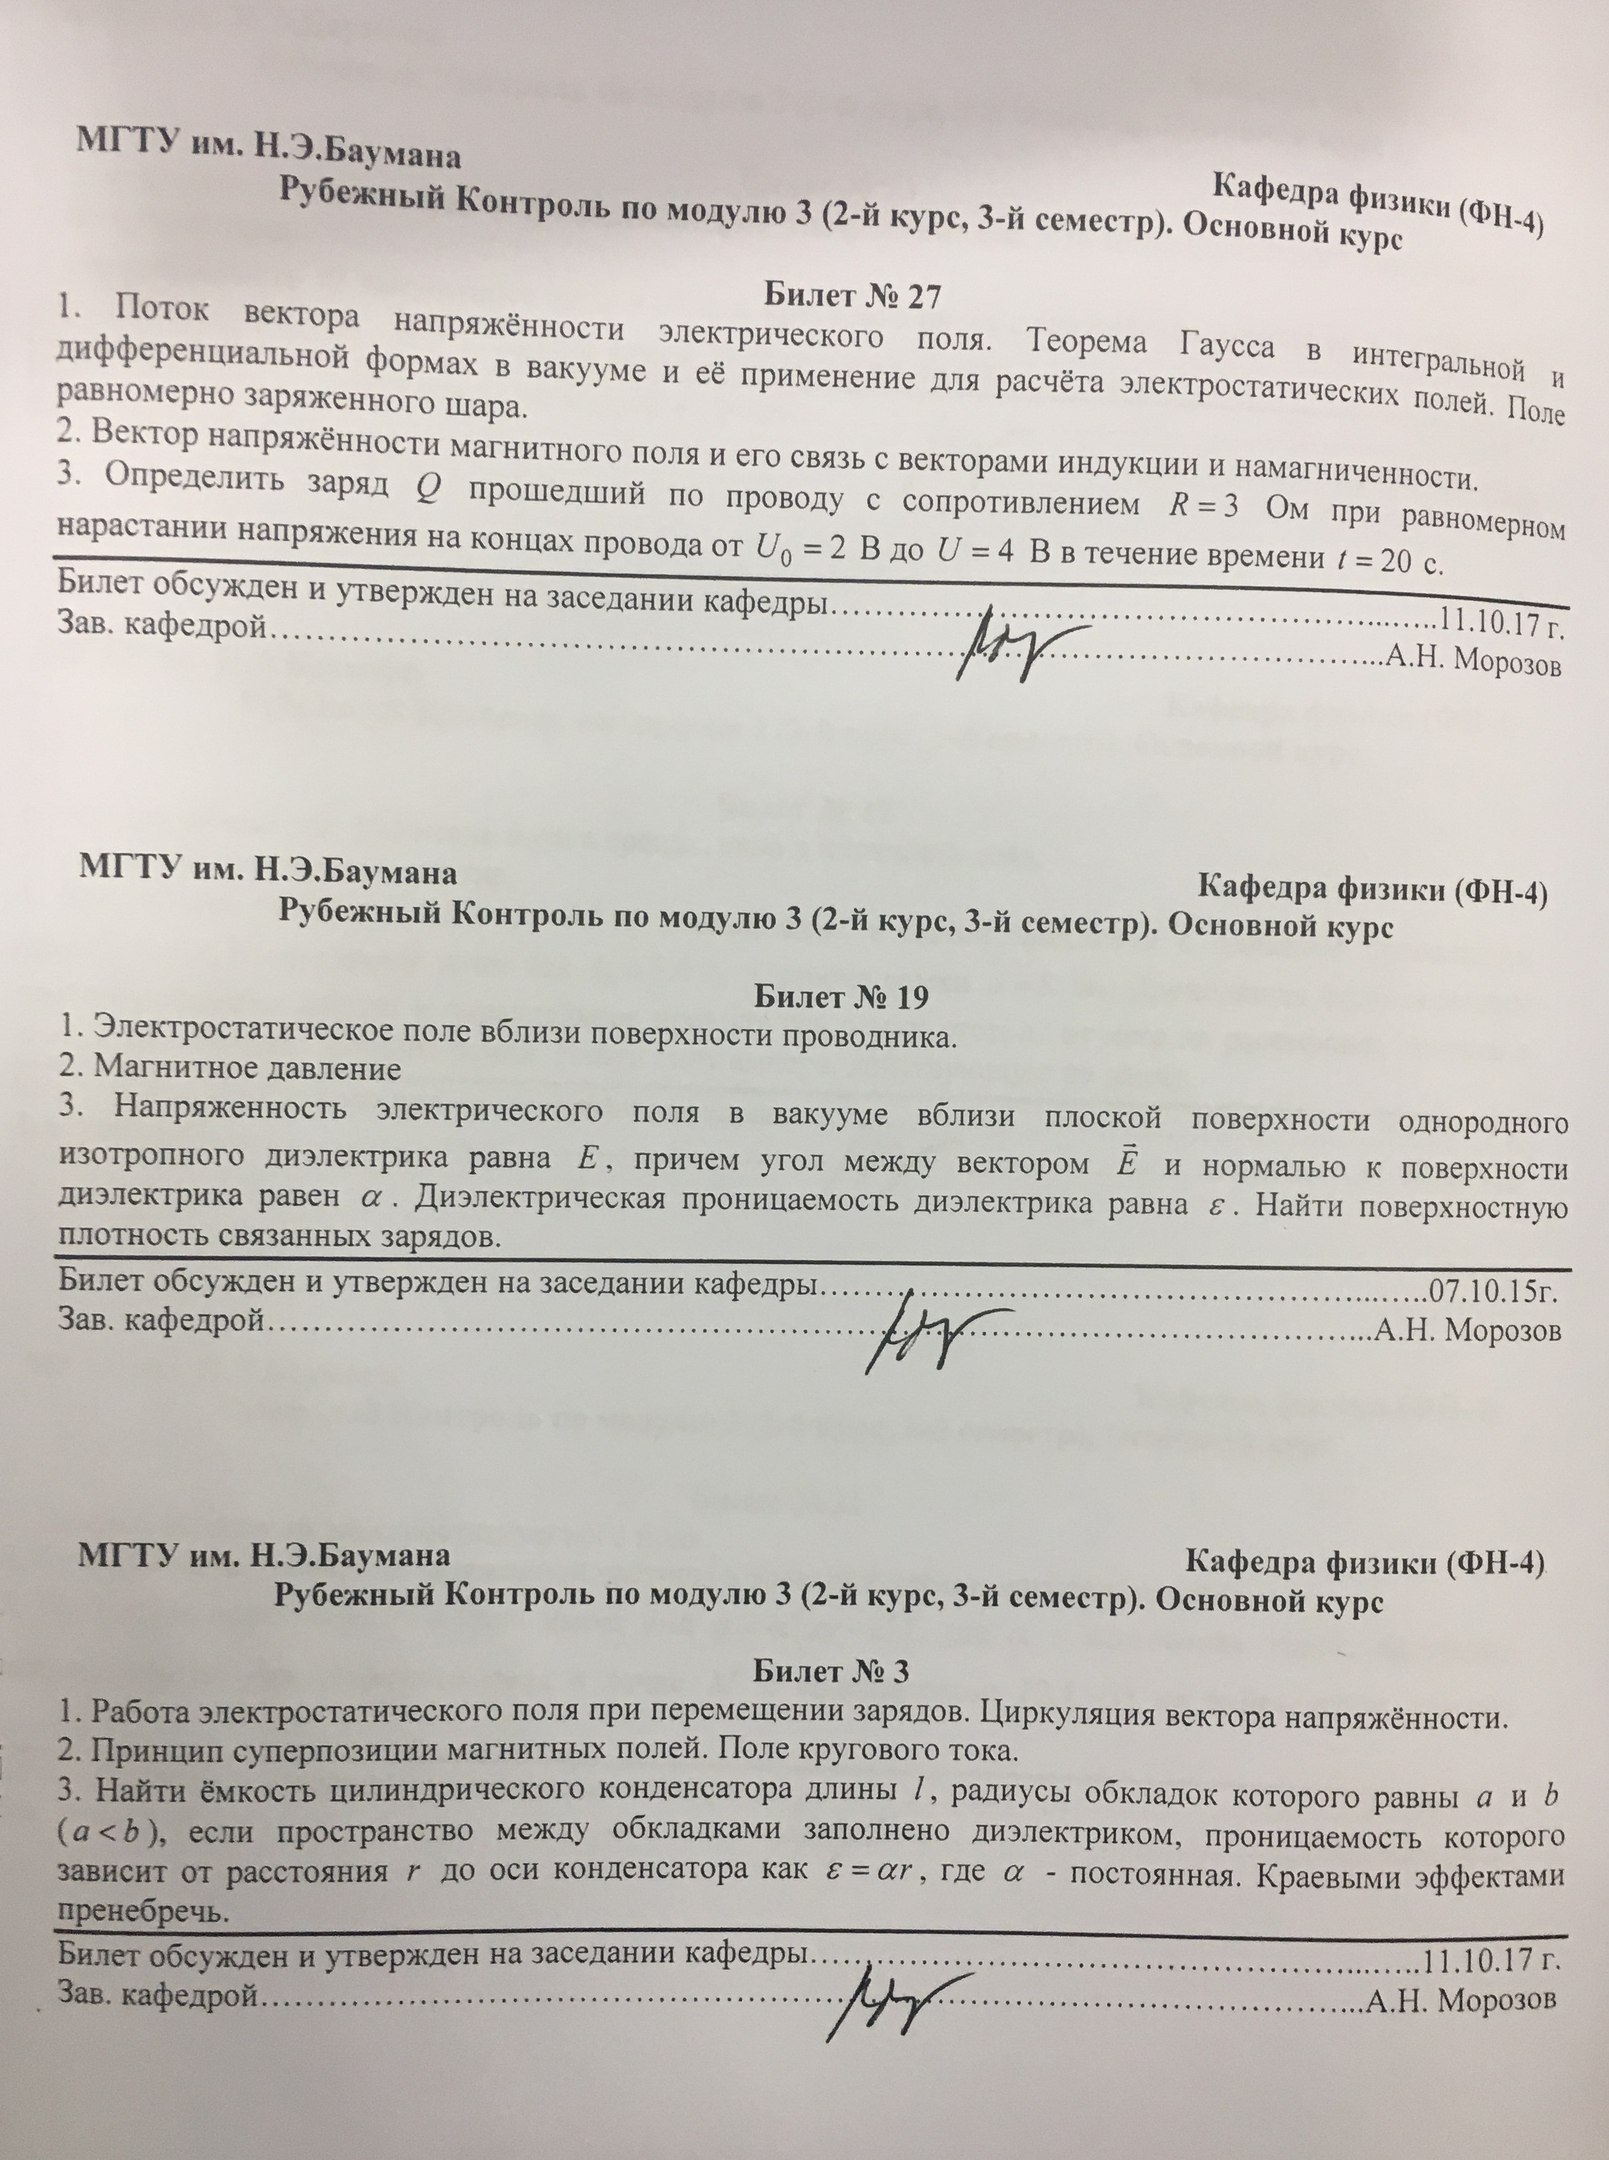 МГТУ им. Н.Э.Баумана
Кафедра физики (ФН-4)
Рубежный Контроль по модулю 3 (2-й курс, 3-й семестр). Основной курс
Билет № 27
1. Поток вектора напряжённости электрического поля. Теорема Гаусса в интегральной и
дифференциальной формах в вакууме и её применение для расчёта электростатических полей. Поле
равномерно заряженного шара.
2. Вектор напряжённости магнитного поля и его связь с векторами индукции и намагниченности.
3. Определить заряд Q прошедший по проводу с сопротивлением R = 3 Ом при равномерном
нарастании напряжения на концах провода от U₀ = 2 В до U = 4 В в течение времени t = 20 с.
Билет обсужден и утвержден на заседании кафедры…………………………………………………...…..11.10.17 г.
Зав. кафедрой……………………………………………………………………………………...А.Н. Морозов
МГТУ им. Н.Э.Баумана
Кафедра физики (ФН-4)
Рубежный Контроль по модулю 3 (2-й курс, 3-й семестр). Основной курс
Билет № 19
1. Электростатическое поле вблизи поверхности проводника.
2. Магнитное давление
3. Напряженность электрического поля в вакууме вблизи плоской поверхности однородного
изотропного диэлектрика равна E, причем угол между вектором E⃗ и нормалью к поверхности
диэлектрика равен α. Диэлектрическая проницаемость диэлектрика равна ε. Найти поверхностную
плотность связанных зарядов.
Билет обсужден и утвержден на заседании кафедры…………………………………………………...…..07.10.15г.
Зав. кафедрой……………………………………………………………………………………...А.Н. Морозов
МГТУ им. Н.Э.Баумана
Кафедра физики (ФН-4)
Рубежный Контроль по модулю 3 (2-й курс, 3-й семестр). Основной курс
Билет № 3
1. Работа электростатического поля при перемещении зарядов. Циркуляция вектора напряжённости.
2. Принцип суперпозиции магнитных полей. Поле кругового тока.
3. Найти ёмкость цилиндрического конденсатора длины l, радиусы обкладок которого равны a и b
(a < b), если пространство между обкладками заполнено диэлектриком, проницаемость которого
зависит от расстояния r до оси конденсатора как ε = αr, где α - постоянная. Краевыми эффектами
пренебречь.
Билет обсужден и утвержден на заседании кафедры…………………………………………………...…..11.10.17 г.
Зав. кафедрой……………………………………………………………………………………...А.Н. Морозов